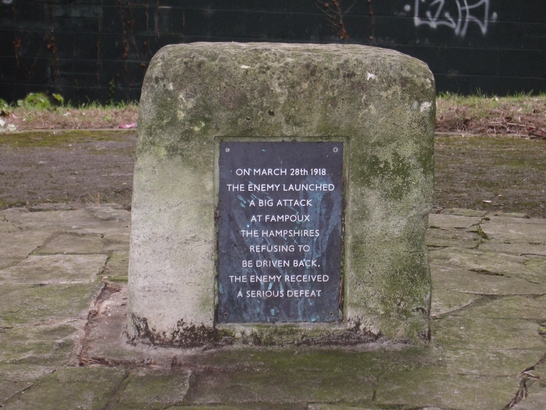 ON MARCH 28th 1918
THE ENEMY LAUNCHED
A BIG ATTACK
AT FAMPOUX
THE HAMPSHIRES
REFUSING TO
BE DRIVEN BACK,
THE ENEMY RECEIVED
A SERIOUS DEFEAT